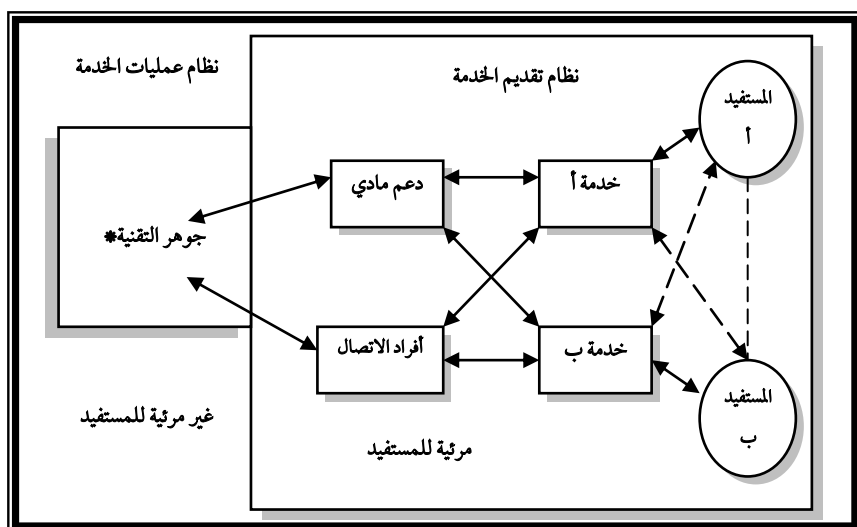 نظام تقديم الخدمة
نظام عمليات الخدمة
المستفيد
أ
خدمة أ
دعم مادي
جوهر التقنية*
خدمة ب
أفراد الاتصال
المستفيد
ب
مرئية للمستفيد
غير مرئية للمستفيد